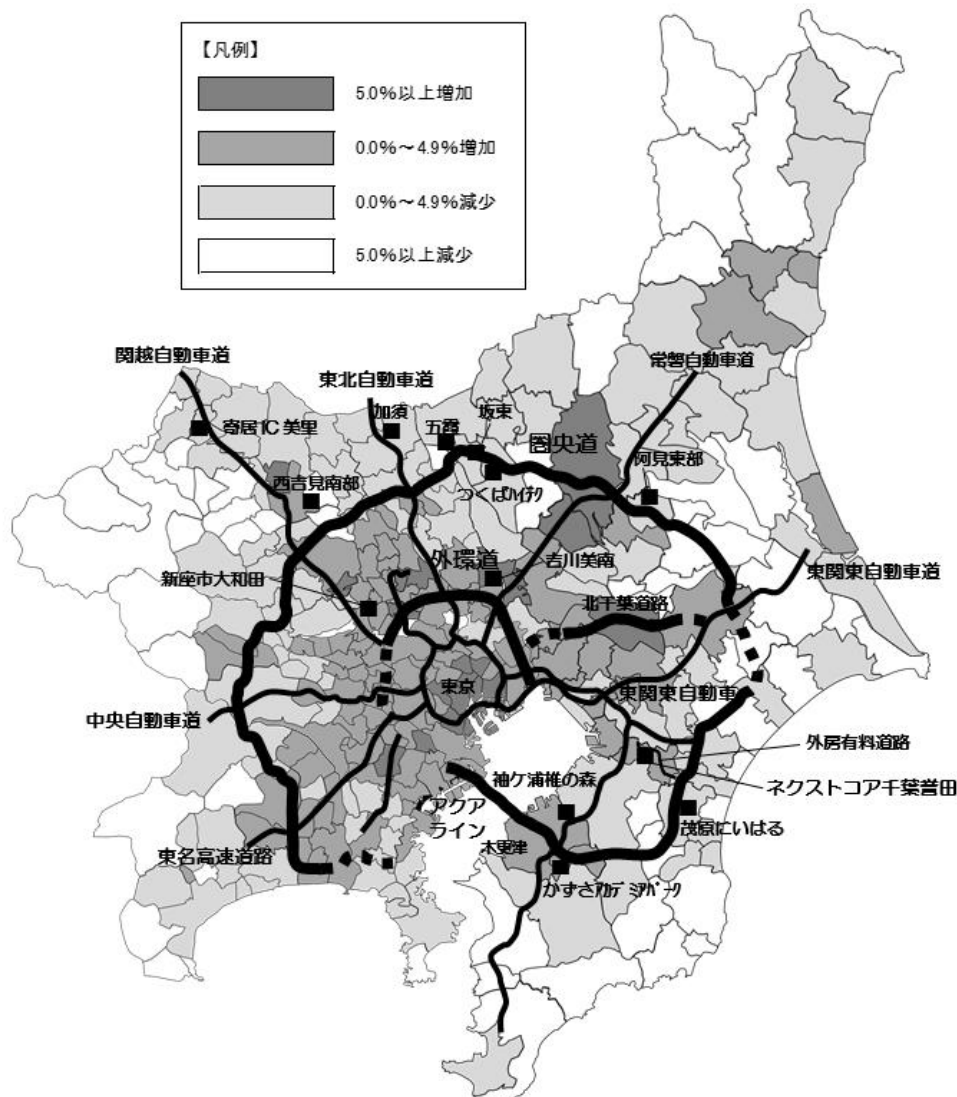 【凡例】
5.0%以上増加
0.0%～4.9%増加
0.0%～4.9%減少
5.0%以上減少
関越自動車道
東北自動車道
常磐自動車道
加須
坂東
五霞
寄居IC美里
圏央道
阿見東部
西吉見南部
つくばﾊｲﾃｸ
外環道
吉川美南
新座市大和田
東関東自動車道
北千葉道路
東京
東関東自動車
中央自動車道
外房有料道路
袖ケ浦椎の森
ネクストコア千葉誉田
アクア
ライン
茂原にいはる
木更津
東名高速道路
かずさｱｶﾃﾞﾐｱﾊﾟｰｸ